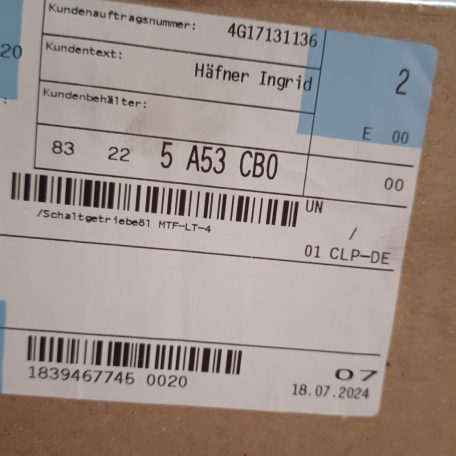 Kundenauftragsnummer: 4G17131136
20 Kundentext: Häfner Ingrid 2
Kundenbehälter: E 00
83 22 5 A53 CB0 00
UN
/Schaltgetriebeöl MTF-LT-4 /
01 CLP-DE
07
1839467745 0020 18.07.2024